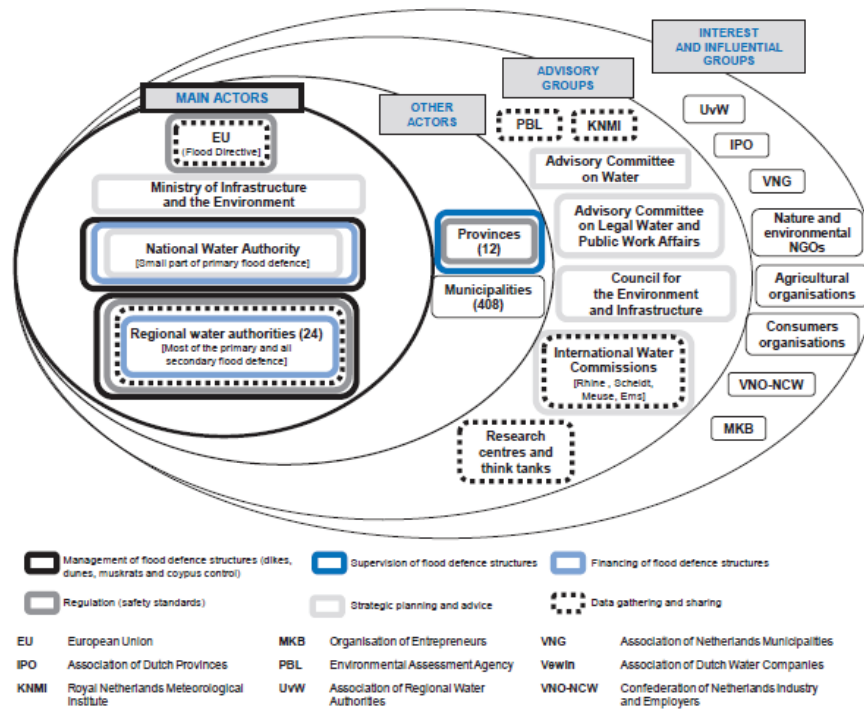 INTEREST
AND INFLUENTIAL
GROUPS
ADVISORY
GROUPS
MAIN ACTORS
OTHER
ACTORS
EU
(Flood Directive]
Ministry of Infrastructure
and the Environment
National Water Authority
[Small part of primary flood defence]
Regional water authorities (24)
[Most of the primary and all
secondary flood defence]
Provinces
(12)
Municipalities
(408)
PBL
KNMI
Advisory Committee
on Water
Advisory Committee
on Legal Water and
Public Work Affairs
Council for
the Environment
and Infrastructure
International Water
Commissions
[Rhine , Scheldt,
Meuse, Ems]
Research
centres and
think tanks
UvW
IPO
VNG
Nature and
environmental
NGOs
Agricultural
organisations
Consumers
organisations
VNO-NCW
MKB
Management of flood defence structures (dikes,
dunes, muskrats and coypus control)
Supervision of flood defence structures
Financing of flood defence structures
Regulation (safety standards)
Strategic planning and advice
Data gathering and sharing
EU European Union
IPO Association of Dutch Provinces
KNMI Royal Netherlands Meteorological
Institute
MKB Organisation of Entrepreneurs
PBL Environmental Assessment Agency
UvW Association of Regional Water
Authorities
VNG Association of Netherlands Municipalities
Vewin Association of Dutch Water Companies
VNO-NCW Confederation of Netherlands Industry
and Employers